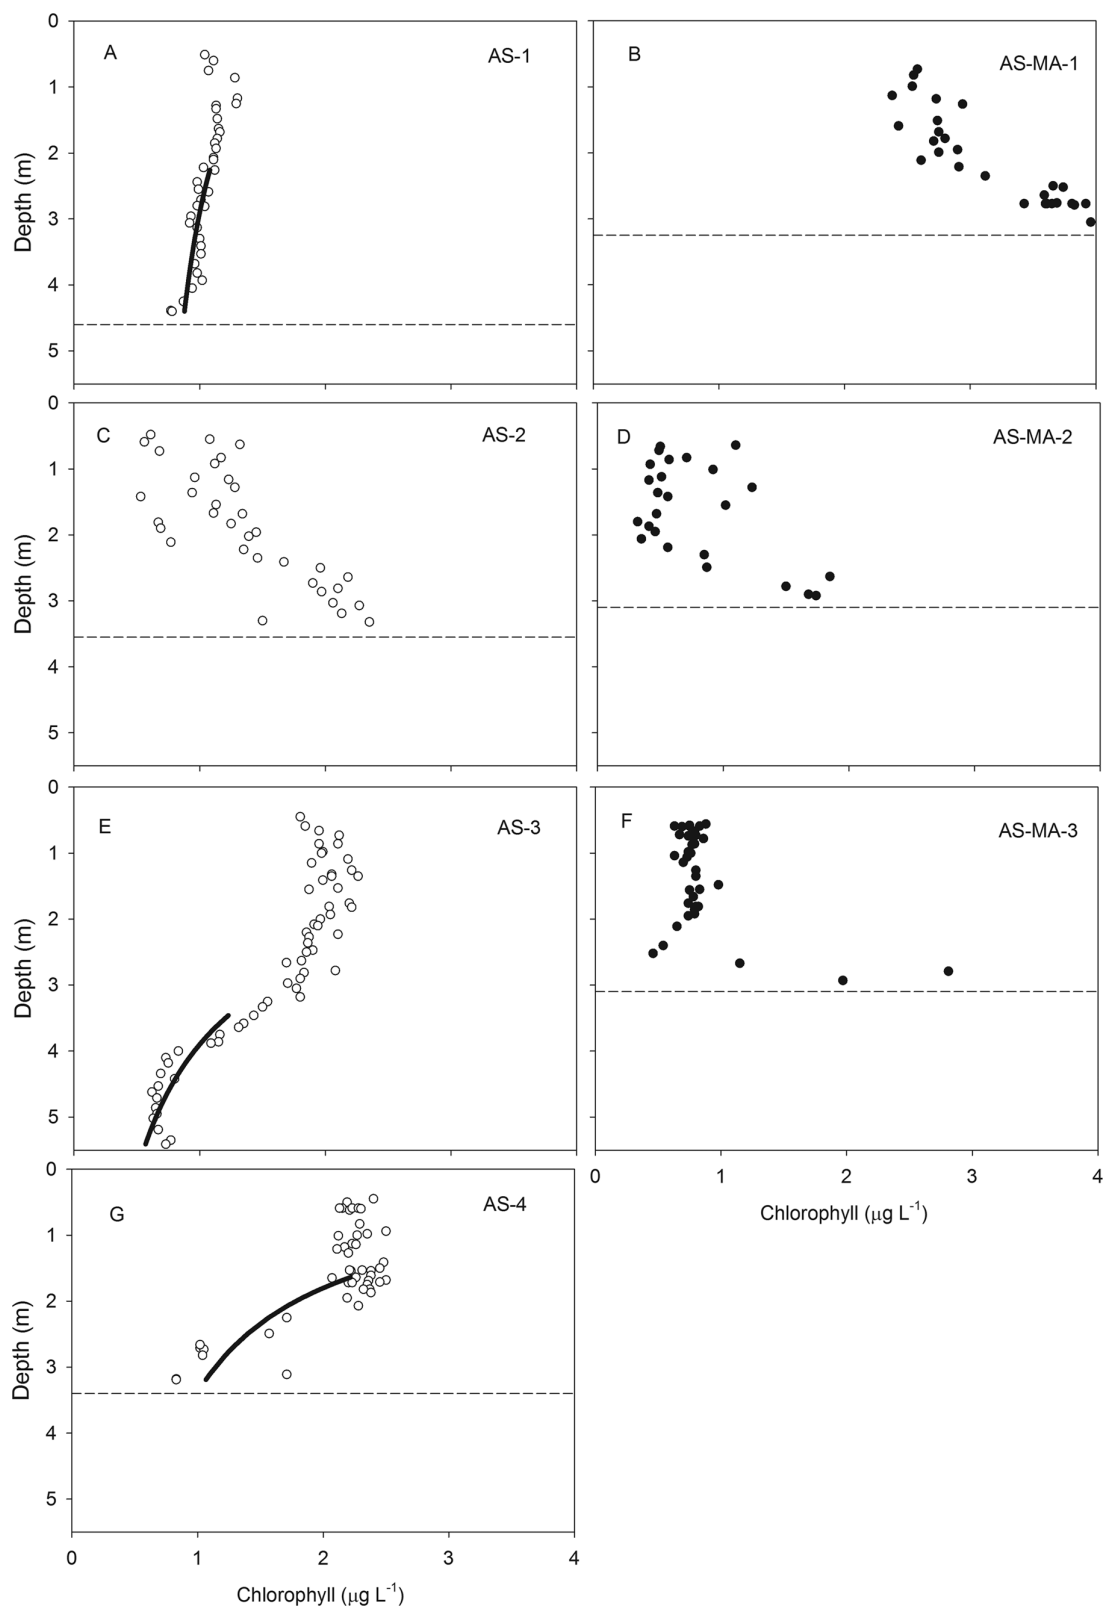 0
A
AS-1
1
2
3
4
5
Depth (m)
B
AS-MA-1
0
C
AS-2
1
2
3
4
5
Depth (m)
D
AS-MA-2
0
E
AS-3
1
2
3
4
5
Depth (m)
F
AS-MA-3
0 1 2 3 4
Chlorophyll (μg L⁻¹)
0
G
AS-4
1
2
3
4
5
Depth (m)
0 1 2 3 4
Chlorophyll (μg L⁻¹)